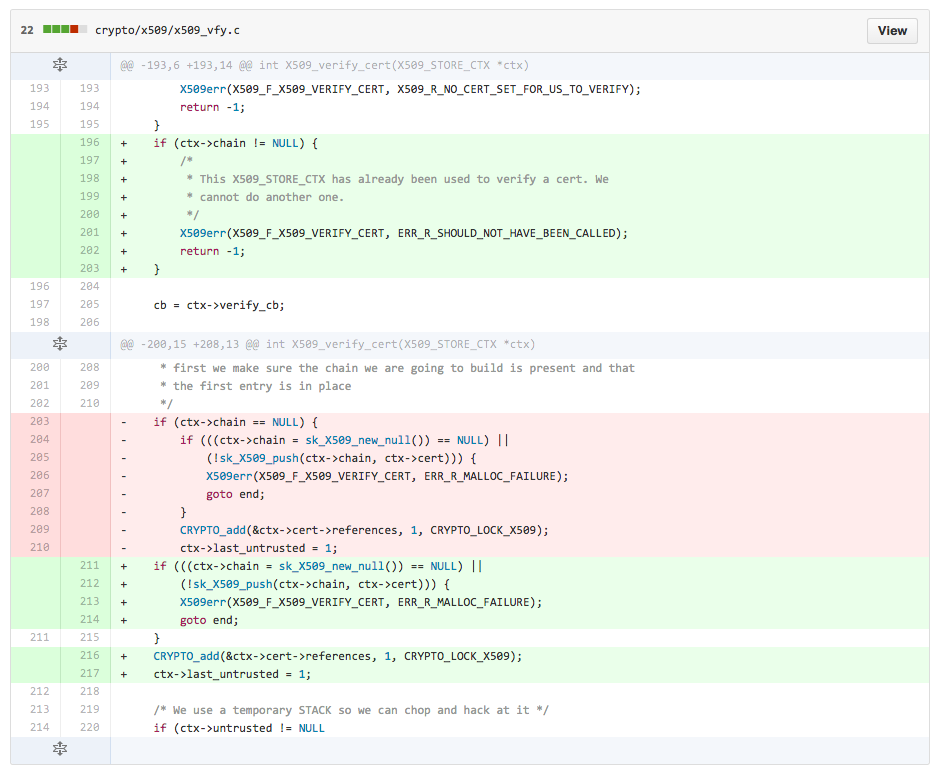 22 crypto/x509/x509_vfy.c View
@@ -193,6 +193,14 @@ int X509_verify_cert(X509_STORE_CTX *ctx)
193 193         X509err(X509_F_X509_VERIFY_CERT, X509_R_NO_CERT_SET_FOR_US_TO_VERIFY);
194 194         return -1;
195 195     }
196 +     if (ctx->chain != NULL) {
197 +         /*
198 +          * This X509_STORE_CTX has already been used to verify a cert. We
199 +          * cannot do another one.
200 +          */
201 +         X509err(X509_F_X509_VERIFY_CERT, ERR_R_SHOULD_NOT_HAVE_BEEN_CALLED);
202 +         return -1;
203 +     }
196 204
197 205     cb = ctx->verify_cb;
198 206
@@ -200,15 +208,13 @@ int X509_verify_cert(X509_STORE_CTX *ctx)
200 208      * first we make sure the chain we are going to build is present and that
201 209      * the first entry is in place
202 210      */
203 -     if (ctx->chain == NULL) {
204 -         if (((ctx->chain = sk_X509_new_null()) == NULL) ||
205 -             (!sk_X509_push(ctx->chain, ctx->cert))) {
206 -             X509err(X509_F_X509_VERIFY_CERT, ERR_R_MALLOC_FAILURE);
207 -             goto end;
208 -         }
209 -         CRYPTO_add(&ctx->cert->references, 1, CRYPTO_LOCK_X509);
210 -         ctx->last_untrusted = 1;
211 +     if (((ctx->chain = sk_X509_new_null()) == NULL) ||
212 +         (!sk_X509_push(ctx->chain, ctx->cert))) {
213 +         X509err(X509_F_X509_VERIFY_CERT, ERR_R_MALLOC_FAILURE);
214 +         goto end;
211 215     }
216 +     CRYPTO_add(&ctx->cert->references, 1, CRYPTO_LOCK_X509);
217 +     ctx->last_untrusted = 1;
212 218
213 219     /* We use a temporary STACK so we can chop and hack at it */
214 220     if (ctx->untrusted != NULL